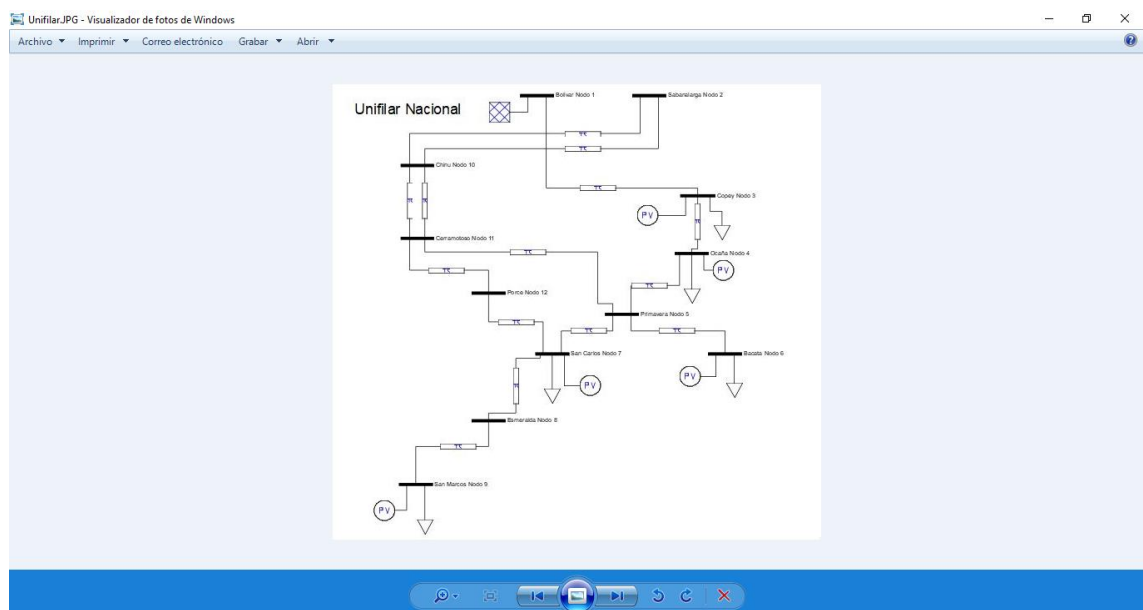 Unifilar.JPG - Visualizador de fotos de Windows
Archivo Imprimir Correo electrónico Grabar Abrir
Unifilar Nacional
Bolivar Nodo 1
Sabanalarga Nodo 2
Chinu Nodo 10
Copey Nodo 3
PV
Cerramotoso Nodo 11
Ocaña Nodo 4
PV
Porce Nodo 12
Primavera Nodo 5
San Carlos Nodo 7
Bacata Nodo 6
PV
PV
Esmeralda Nodo 8
San Marcos Nodo 9
PV